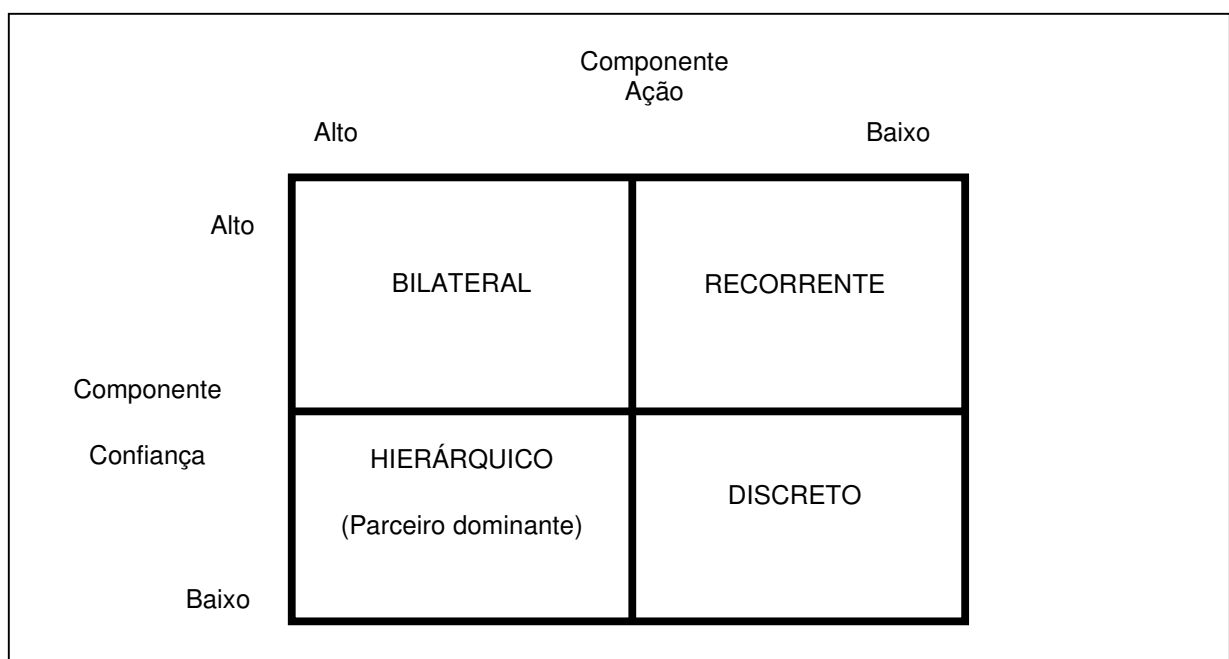 Componente
Ação
Alto
Baixo
Alto
BILATERAL
RECORRENTE
Componente
Confiança
HIERÁRQUICO
(Parceiro dominante)
DISCRETO
Baixo